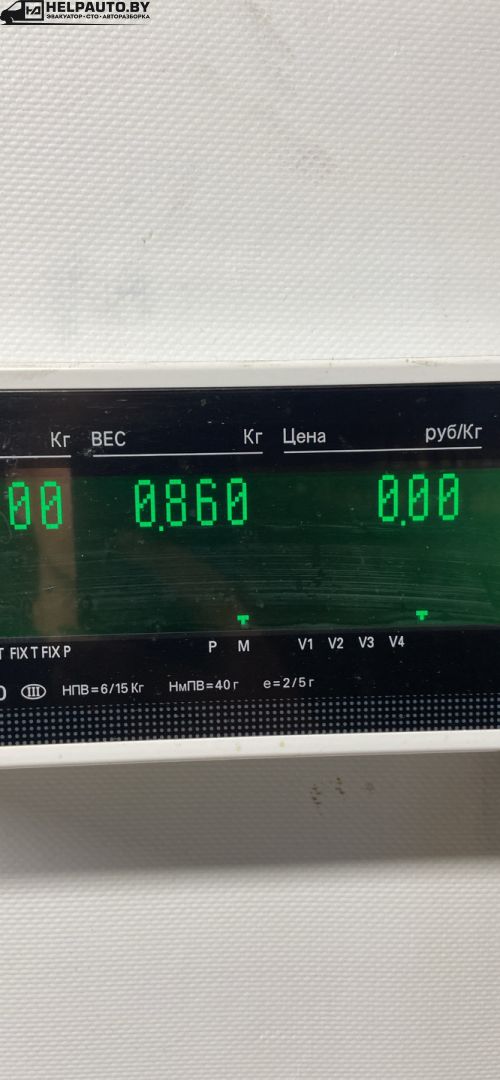 HELPAUTO.BY
ЭВАКУАТОР·СТО·АВТОРАЗБОРКА
Кг ВЕС Кг Цена руб/Кг
00 0.860 0.00
T FIX T FIX P P M V1 V2 V3 V4
III НПВ=6/15 Кг НмПВ=40 г e=2/5 г